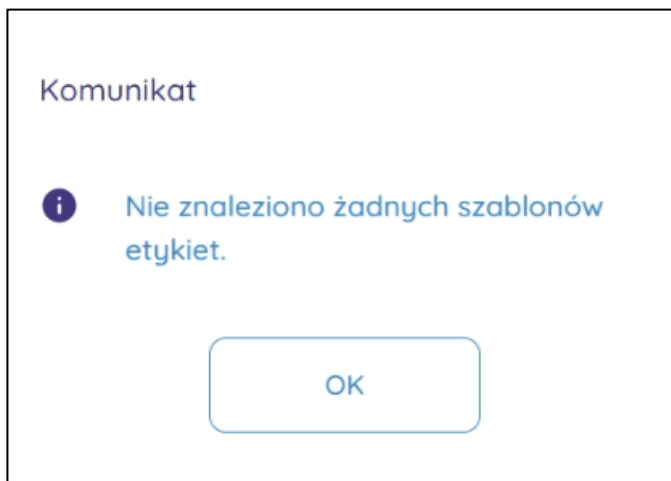 Komunikat
Nie znaleziono żadnych szablonów
etykiet.
OK